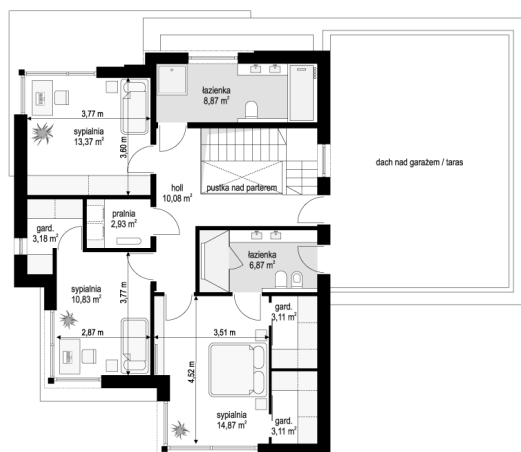 łazienka
8,87 m²
3,77 m
sypialnia
13,37 m²
3,60 m
dach nad garażem / taras
holl
10,08 m²
pustka nad parterem
pralnia
2,93 m²
gard.
3,18 m²
łazienka
6,87 m²
sypialnia
10,83 m²
3,77 m
2,87 m
3,51 m
gard.
3,11 m²
4,52 m
sypialnia
14,87 m²
gard.
3,11 m²